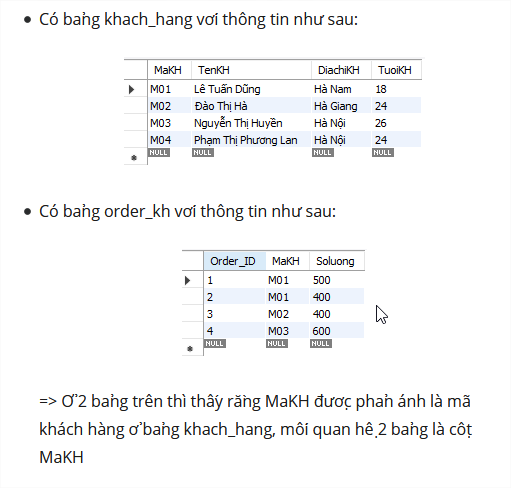 Có bảng khach_hang với thông tin như sau:
MaKH TenKH DiachiKH TuoiKH
M01 Lê Tuấn Dũng Hà Nam 18
M02 Đào Thị Hà Hà Giang 24
M03 Nguyễn Thị Huyền Hà Nội 26
M04 Phạm Thị Phương Lan Hà Nội 24
NULL NULL NULL NULL
Có bảng order_kh với thông tin như sau:
Order_ID MaKH Soluong
1 M01 500
2 M01 400
3 M02 400
4 M03 600
NULL NULL NULL
=> Ở 2 bảng trên thì thấy rằng MaKH được phản ánh là mã
khách hàng ở bảng khach_hang, mối quan hệ 2 bảng là cột
MaKH